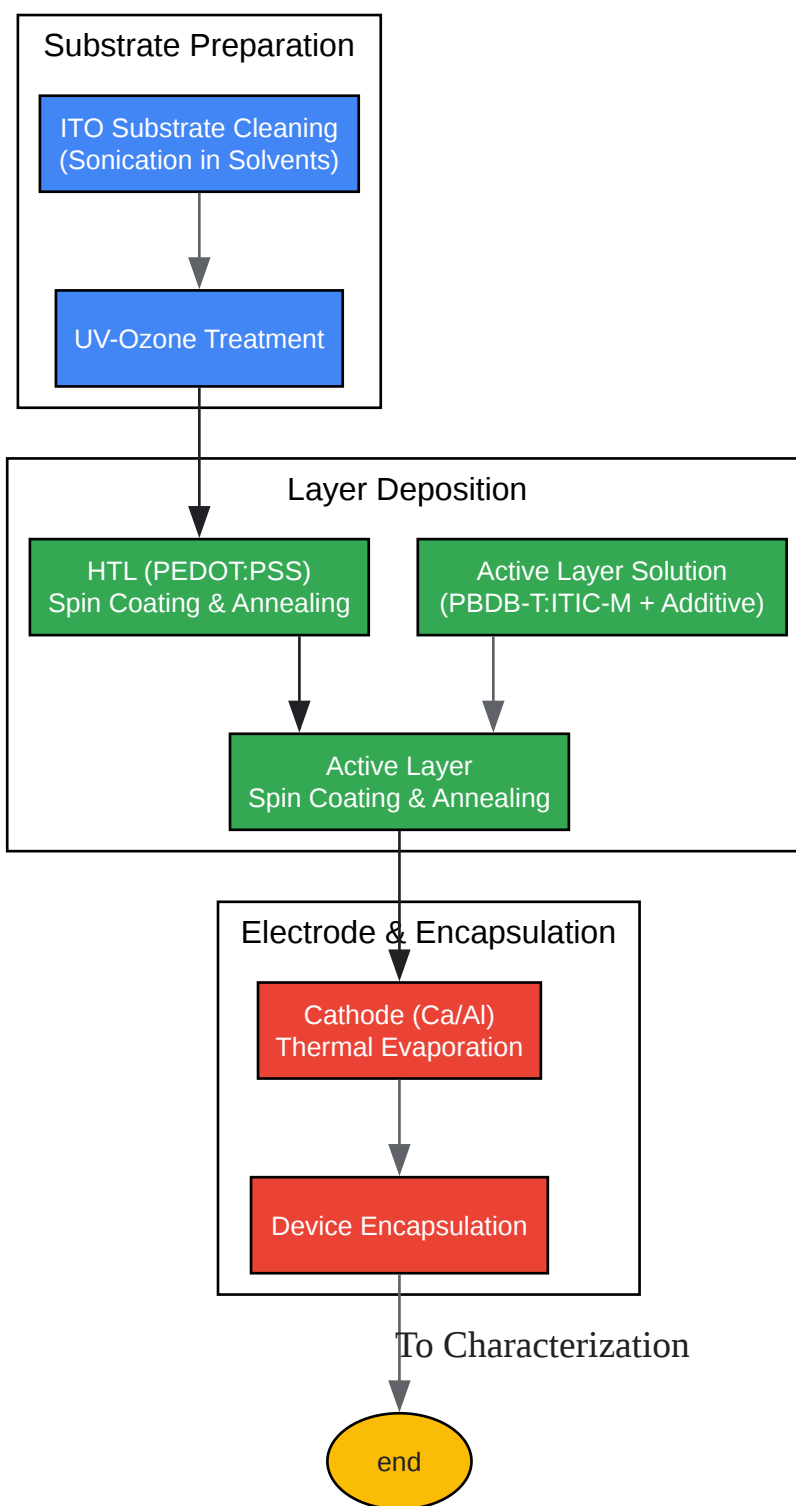 Substrate Preparation
ITO Substrate Cleaning
(Sonication in Solvents)
UV-Ozone Treatment
Layer Deposition
HTL (PEDOT:PSS)
Spin Coating & Annealing
Active Layer Solution
(PBDB-T:ITIC-M + Additive)
Active Layer
Spin Coating & Annealing
Electrode & Encapsulation
Cathode (Ca/Al)
Thermal Evaporation
Device Encapsulation
To Characterization
end